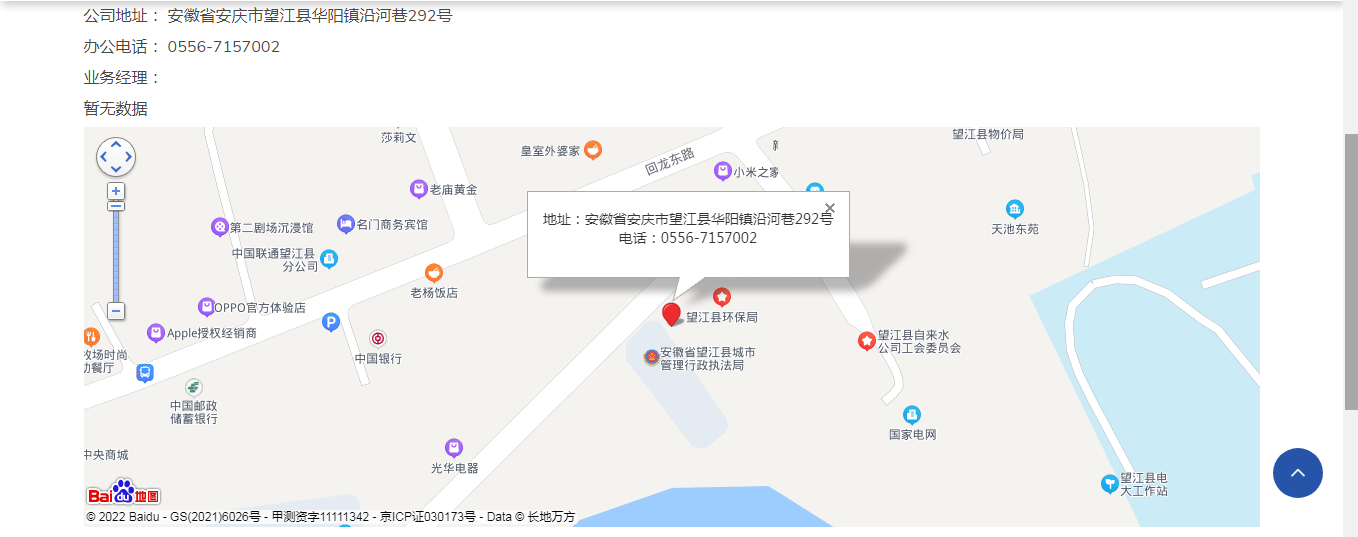 公司地址： 安徽省安庆市望江县华阳镇沿河巷292号
办公电话： 0556-7157002
业务经理：
暂无数据
莎莉文
望江县物价局
皇室外婆家
回龙东路
小米之家
老庙黄金
地址：安徽省安庆市望江县华阳镇沿河巷292号
电话：0556-7157002
第二剧场沉浸馆
名门商务宾馆
天池东苑
中国联通望江县
分公司
老杨饭店
OPPO官方体验店
望江县环保局
Apple授权经销商
P
望江县自来水
公司工会委员会
牧场时尚
助餐厅
中国银行
安徽省望江县城市
管理行政执法局
中国邮政
储蓄银行
国家电网
中央商城
光华电器
望江县电
大工作站
Bai du 地图
© 2022 Baidu - GS(2021)6026号 - 甲测资字11111342 - 京ICP证030173号 - Data © 长地万方